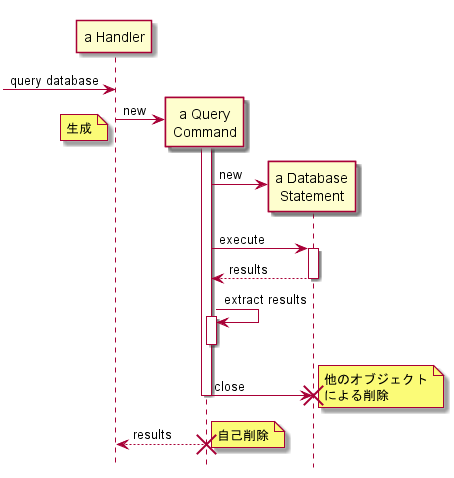 a Handler
query database
new
a Query
Command
生成
new
a Database
Statement
execute
results
extract results
close
他のオブジェクト
による削除
results
自己削除